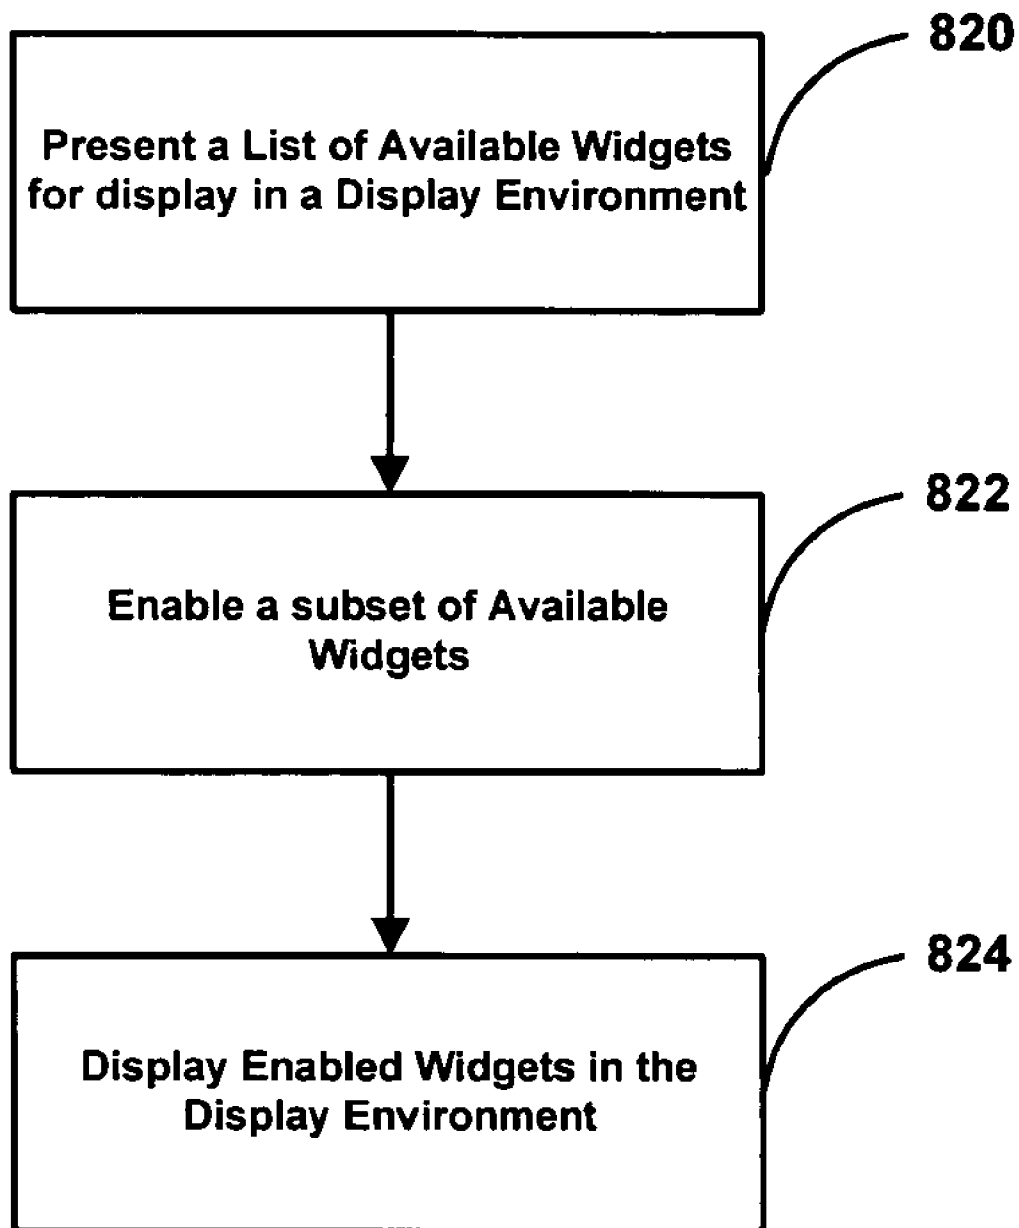 820
Present a List of Available Widgets
for display in a Display Environment
822
Enable a subset of Available
Widgets
824
Display Enabled Widgets in the
Display Environment